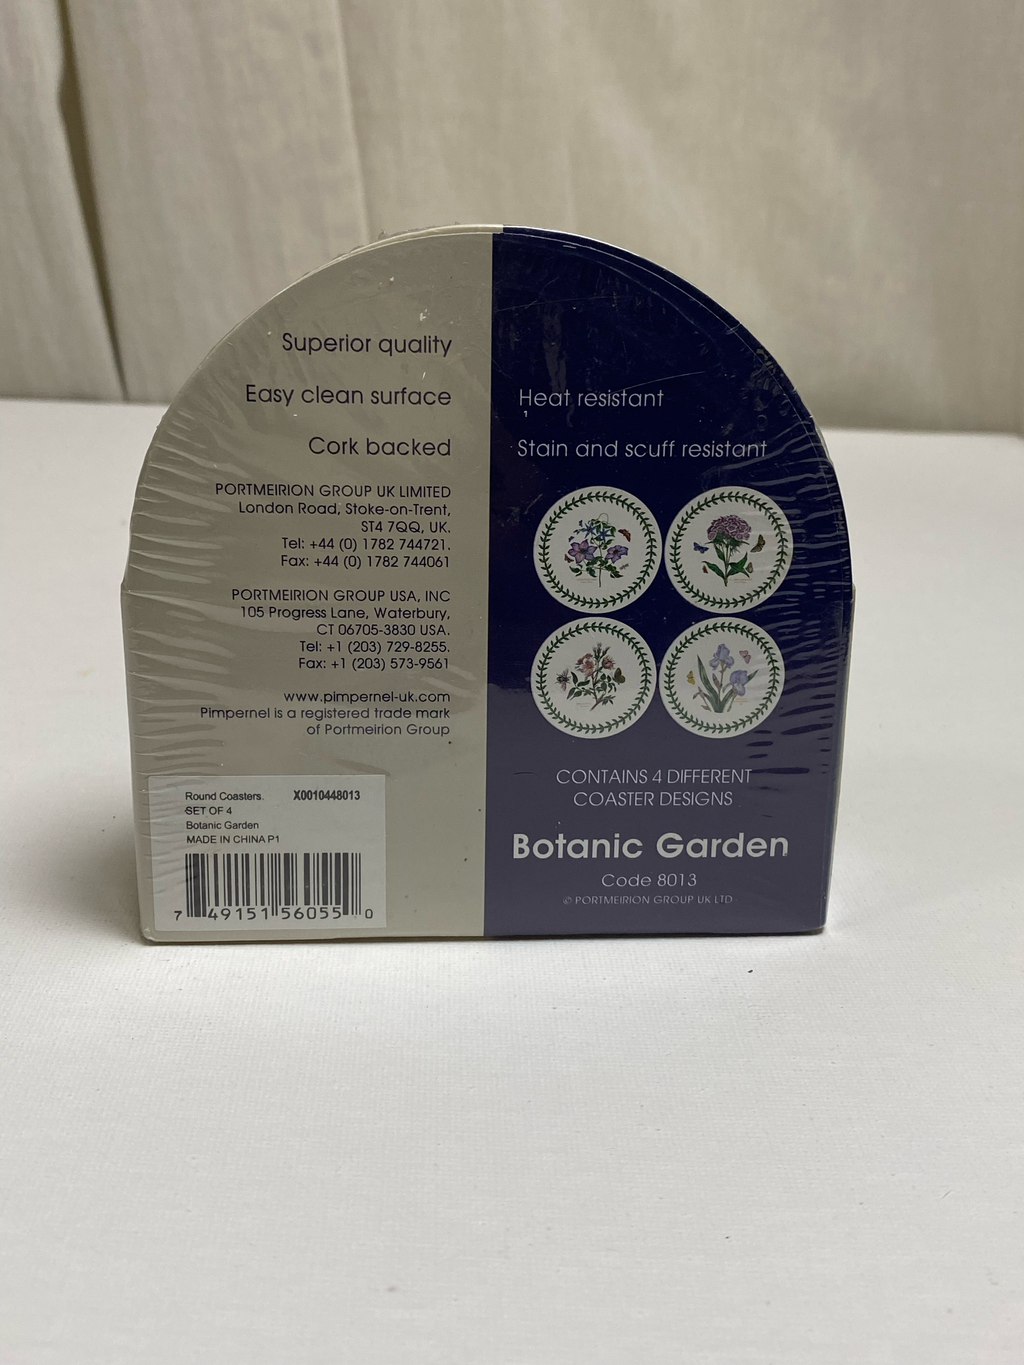 Superior quality
Easy clean surface
Cork backed
PORTMEIRION GROUP UK LIMITED
London Road, Stoke-on-Trent,
ST4 7QQ, UK.
Tel: +44 (0) 1782 744721.
Fax: +44 (0) 1782 744061
PORTMEIRION GROUP USA, INC
105 Progress Lane, Waterbury,
CT 06705-3830 USA.
Tel: +1 (203) 729-8255.
Fax: +1 (203) 573-9561
www.pimpernel-uk.com
Pimpernel is a registered trade mark
of Portmeirion Group
Round Coasters. X0010448013
SET OF 4
Botanic Garden
MADE IN CHINA P1
7 49151 56055 0
Heat resistant
Stain and scuff resistant
CONTAINS 4 DIFFERENT
COASTER DESIGNS
Botanic Garden
Code 8013
© PORTMEIRION GROUP UK LTD